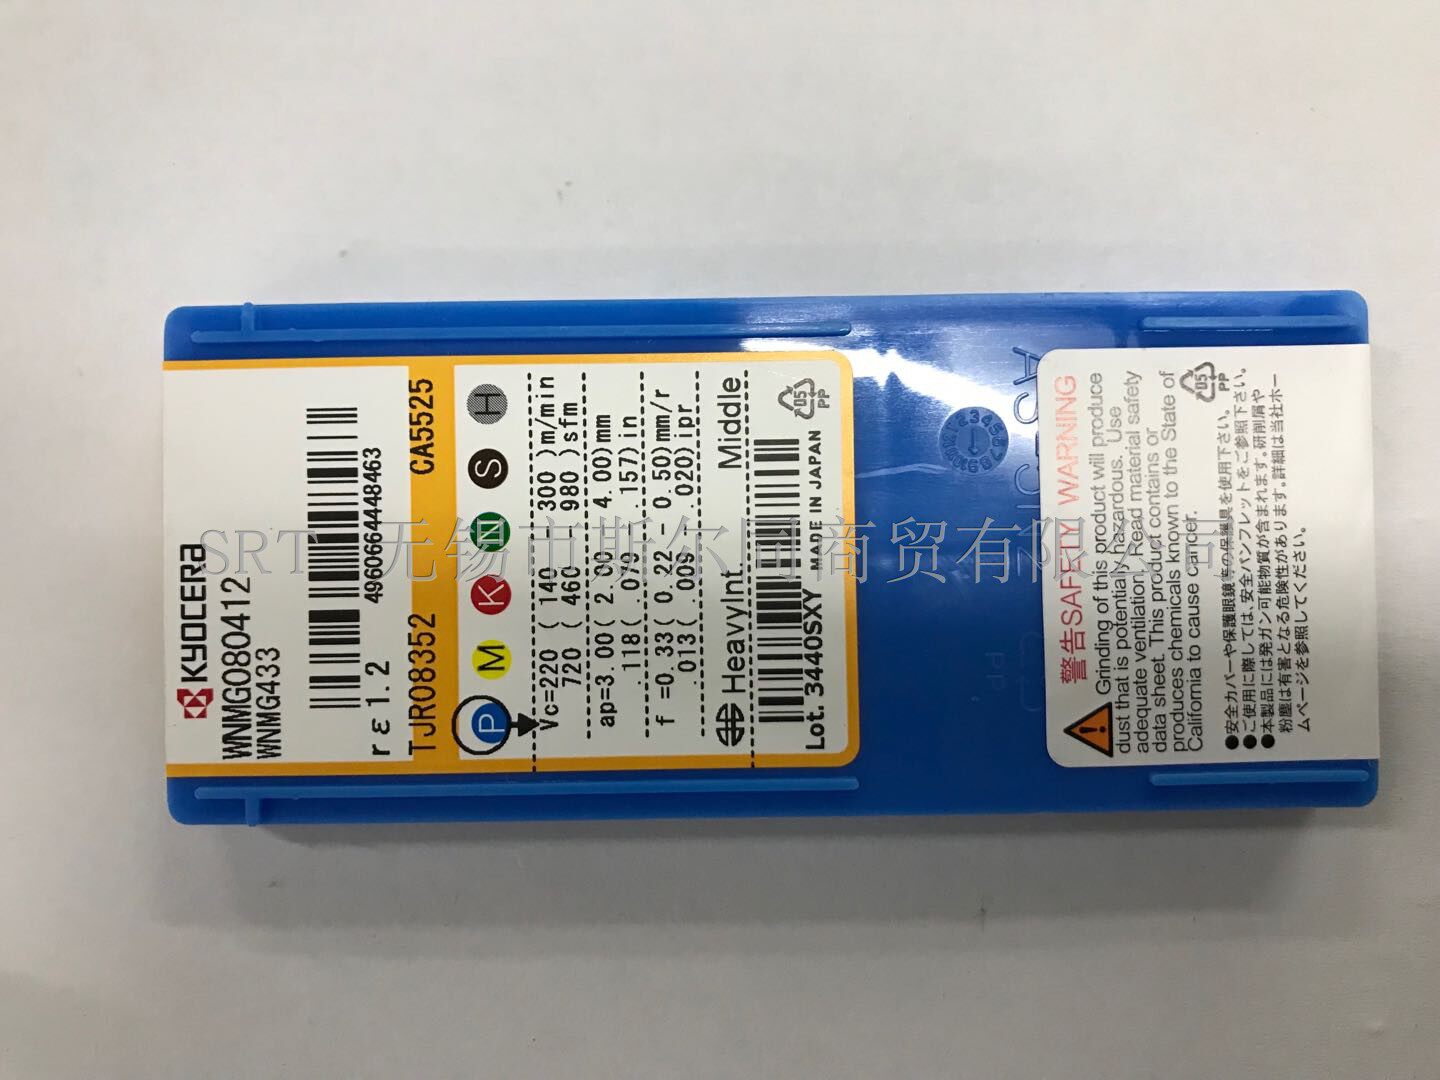 KYOCERA
WNMG080412
WNMG433
4960664448463
rε1.2
TJR08352 CA5525
P M K N S H
Vc=220 ( 140 - 300 )m/min
720 ( 460 - 980 )sfm
ap=3.00( 2.00 - 4.00)mm
.118( .079 - .157)in
f =0.33( 0.22 - 0.50)mm/r
.013( .009 - .020)ipr
HeavyInt. Middle
Lot. 3440SXY MADE IN JAPAN
05
PP
警告SAFETY WARNING
Grinding of this product will produce
dust that is potentially hazardous. Use
adequate ventilation. Read material safety
data sheet. This product contains or
produces chemicals known to the State of
California to cause cancer.
05
PP
●安全カバーや保護眼鏡等の保護具を使用下さい。
●ご使用に際しては、安全パンフレットをご参照下さい。
●本製品には発ガン可能物質が含まれます。研削屑や
粉塵は有害となる危険性があります。詳細は当社ホー
ムページを参照してください。
SRT 无锡市斯尔同商贸有限公司